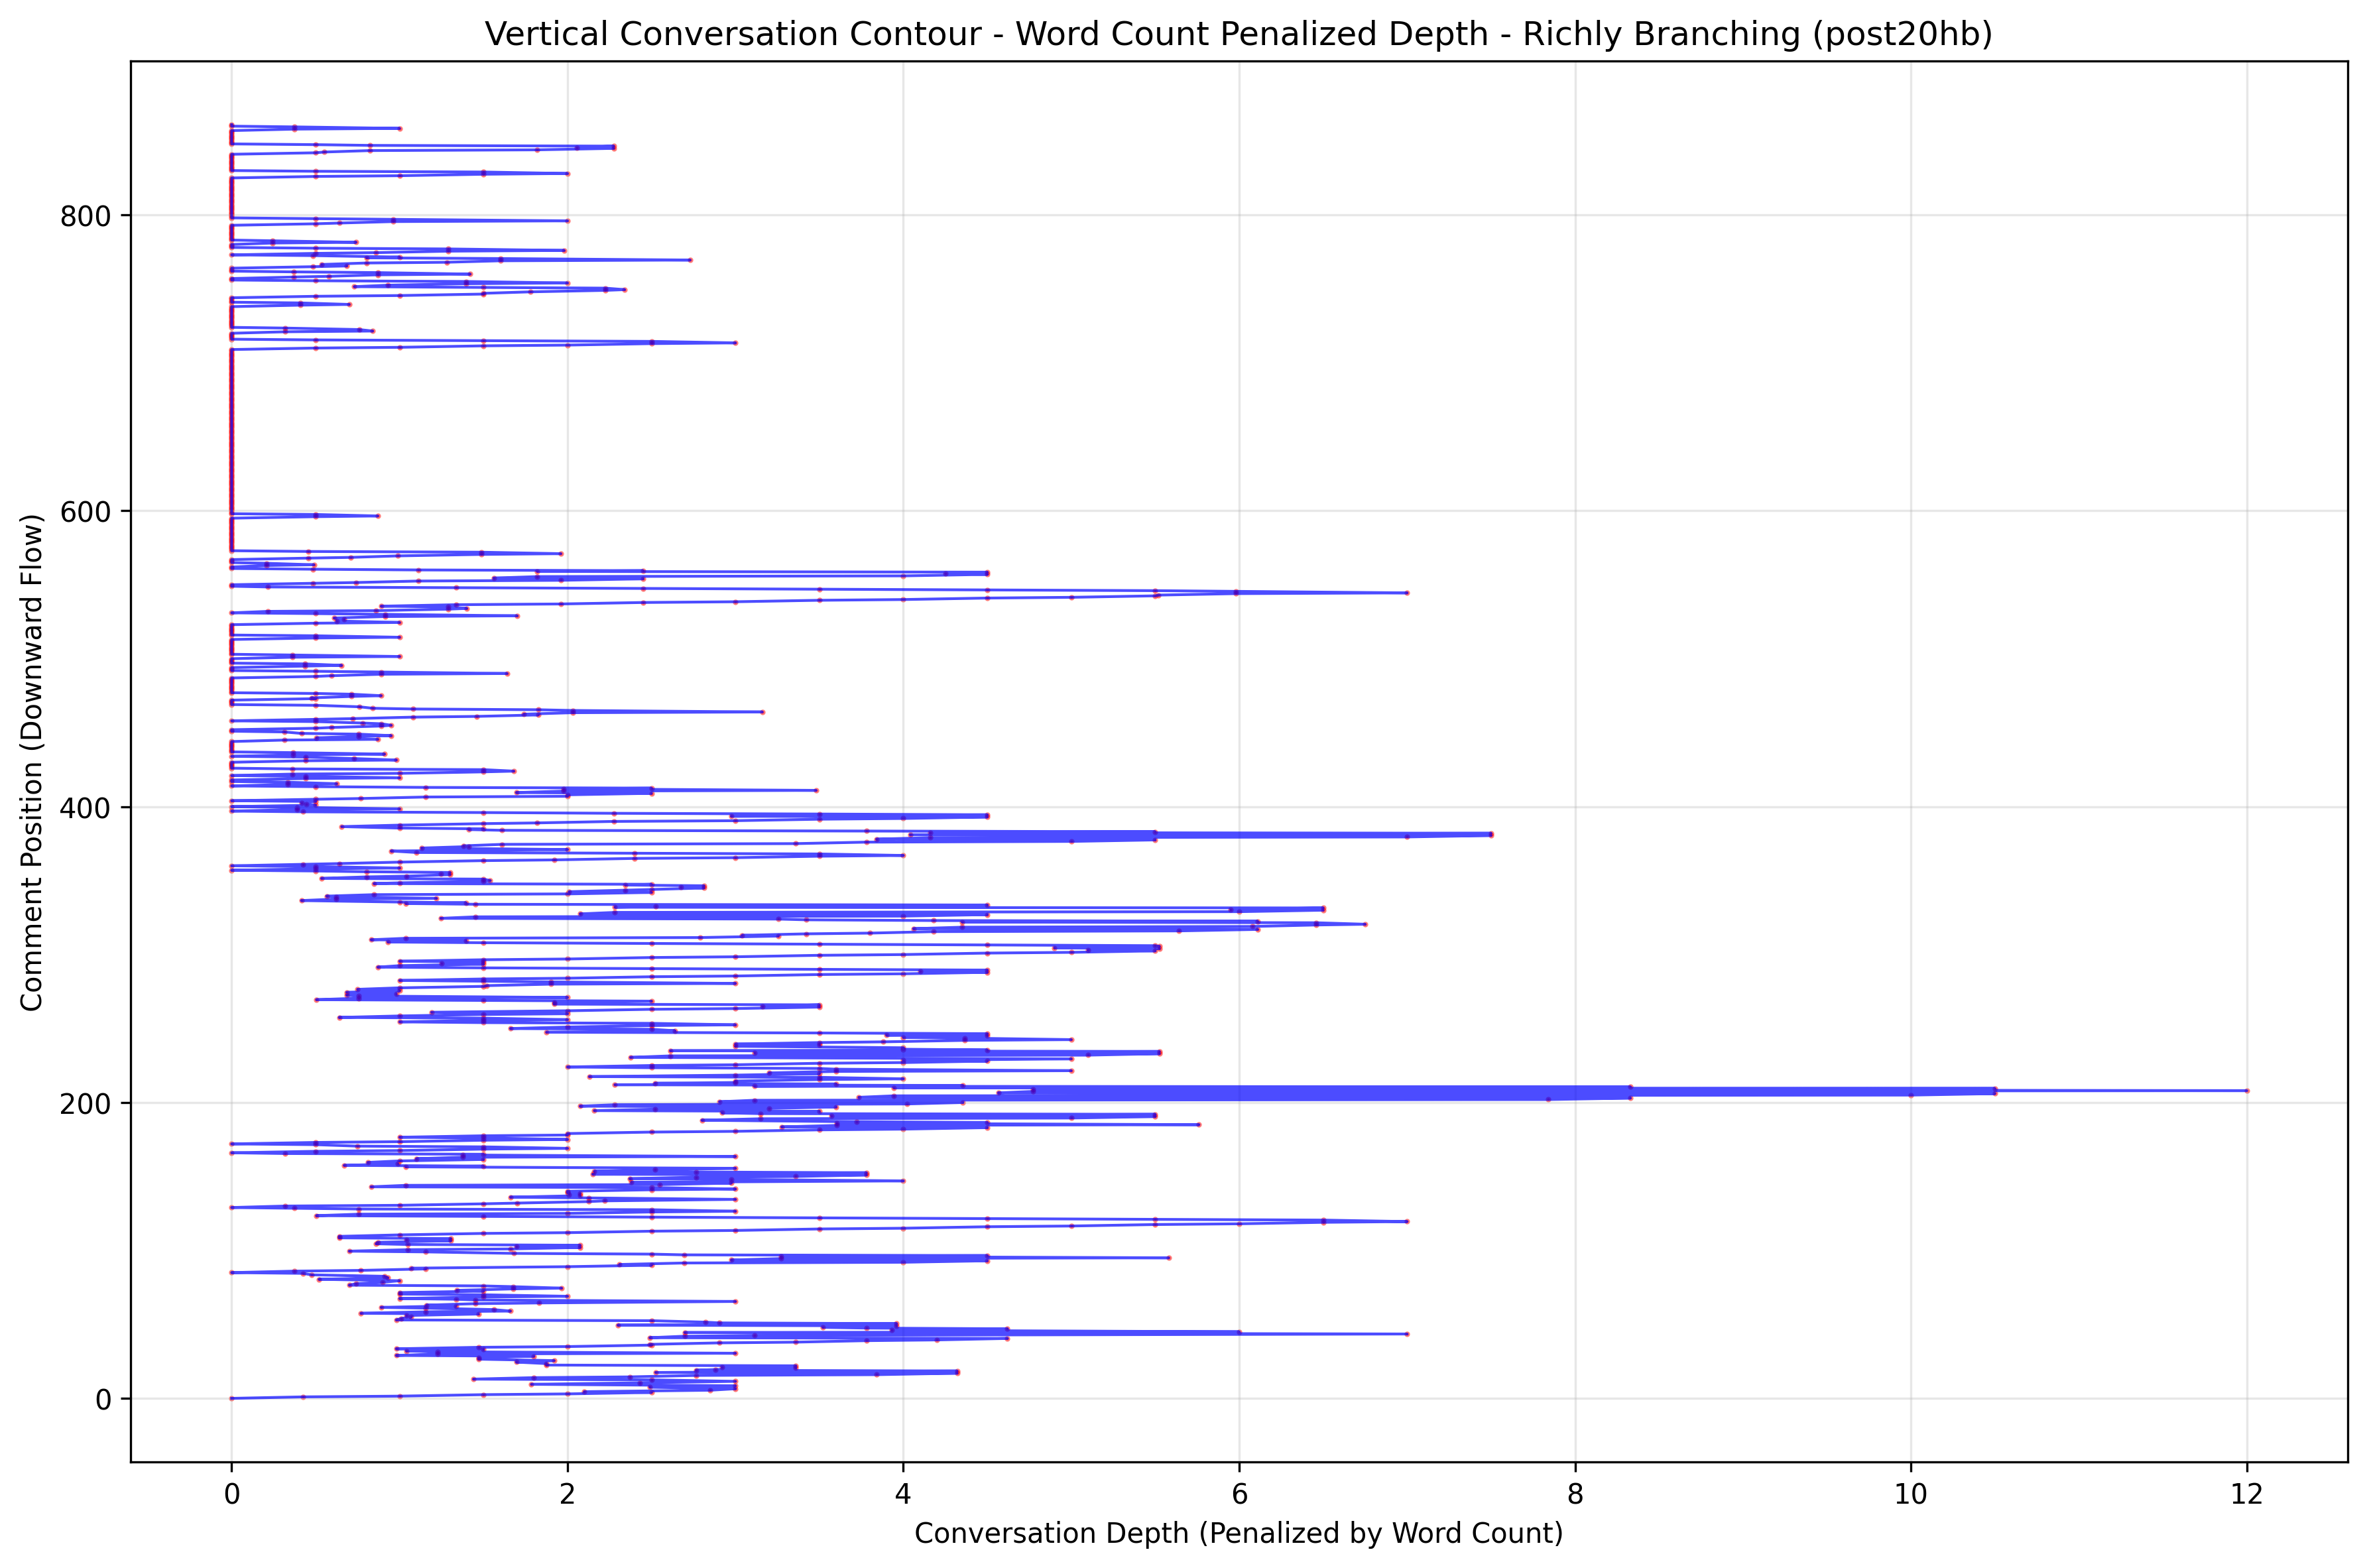 Vertical Conversation Contour - Word Count Penalized Depth - Richly Branching (post20hb)
Comment Position (Downward Flow)
800
600
400
200
0
0 2 4 6 8 10 12
Conversation Depth (Penalized by Word Count)